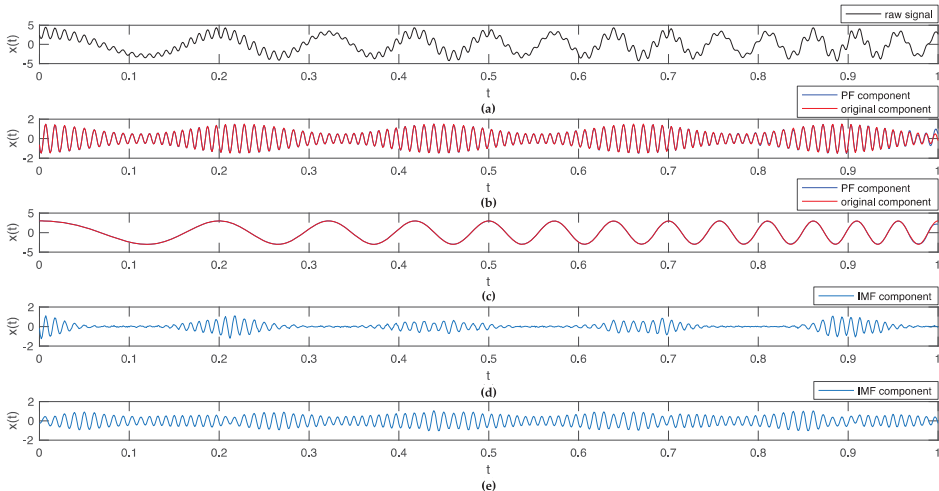 raw signal
5
0
-5
x(t)
0 0.1 0.2 0.3 0.4 0.5 0.6 0.7 0.8 0.9 1
t
(a)
PF component
original component
2
0
-2
x(t)
0 0.1 0.2 0.3 0.4 0.5 0.6 0.7 0.8 0.9 1
t
(b)
PF component
original component
5
0
-5
x(t)
0 0.1 0.2 0.3 0.4 0.5 0.6 0.7 0.8 0.9 1
t
(c)
IMF component
2
0
-2
x(t)
0 0.1 0.2 0.3 0.4 0.5 0.6 0.7 0.8 0.9 1
t
(d)
IMF component
2
0
-2
x(t)
0 0.1 0.2 0.3 0.4 0.5 0.6 0.7 0.8 0.9 1
t
(e)